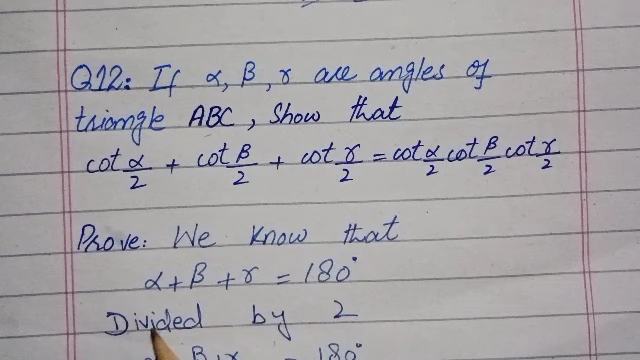 Q12: If α, β, γ are angles of
triangle ABC, Show that
cot α/2 + cot β/2 + cot γ/2 = cot α/2 cot β/2 cot γ/2
Prove: We know that
α + β + γ = 180°
Divided by 2
β + γ = 180°